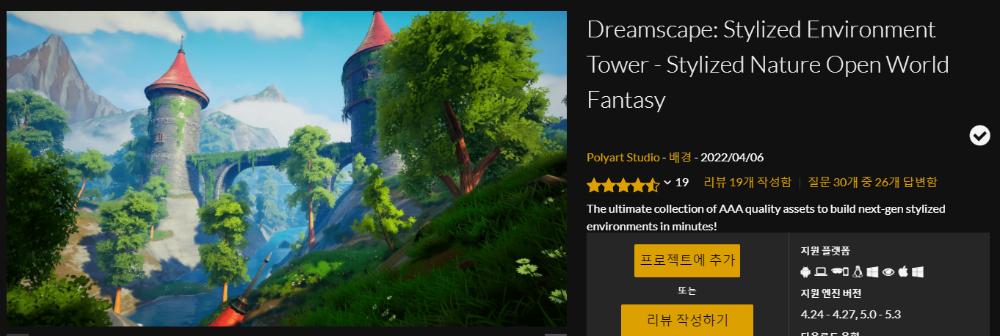 Dreamscape: Stylized Environment
Tower - Stylized Nature Open World
Fantasy
Polyart Studio - 배경 - 2022/04/06
19 리뷰 19개 작성함 | 질문 30개 중 26개 답변함
The ultimate collection of AAA quality assets to build next-gen stylized
environments in minutes!
프로젝트에 추가
또는
리뷰 작성하기
지원 플랫폼
지원 엔진 버전
4.24 - 4.27, 5.0 - 5.3